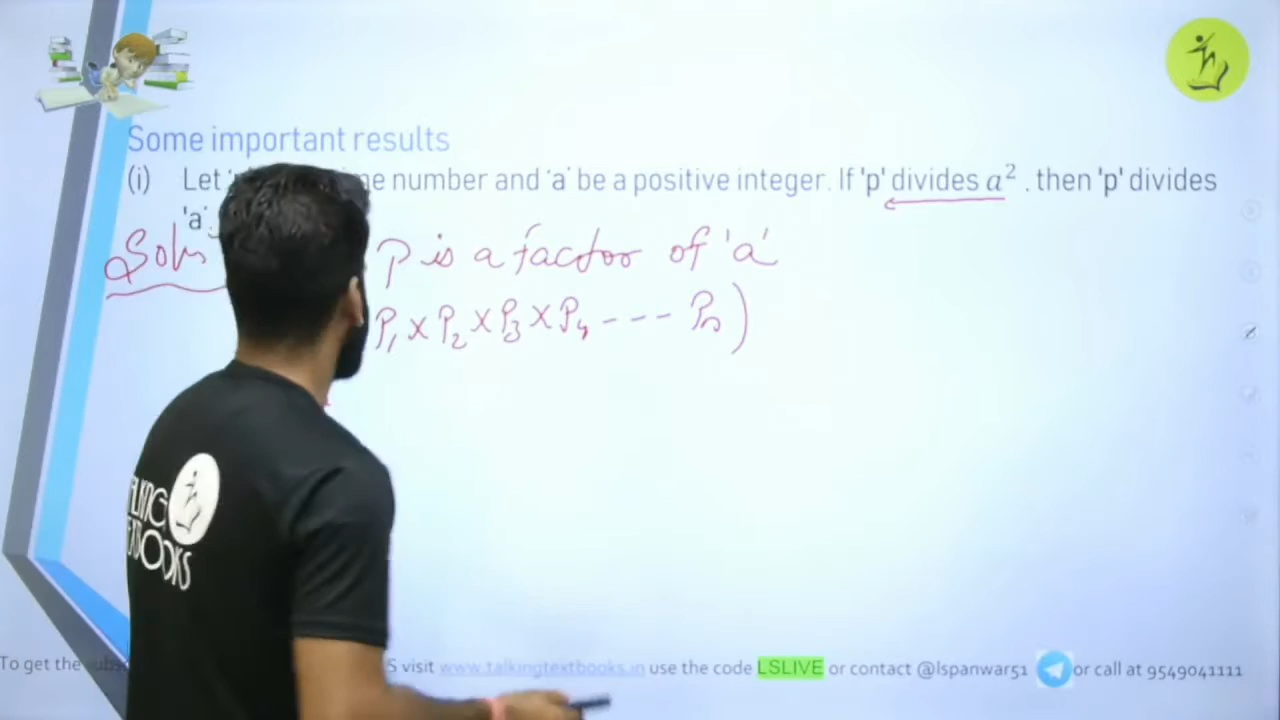 Some important results
(i) Let number and 'a' be a positive integer. If 'p' divides a² . then 'p' divides
'a'.
Soln P is a factor of 'a'
P₁ × P₂ × P₃ × P₄ --- Pₙ)
TALKING
TEXTBOOKS
To get the visit www.talkingtextbooks.in use the code LSLIVE or contact @lspanwar51 or call at 9549041111